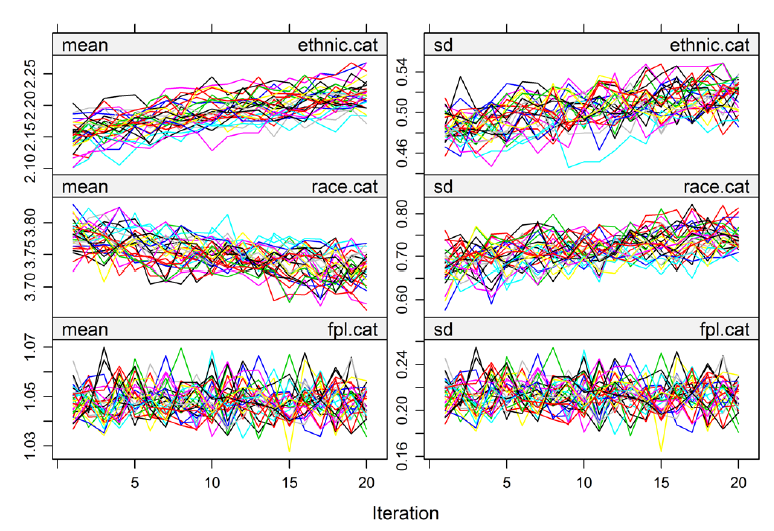 mean ethnic.cat
sd ethnic.cat
2.10 2.15 2.20 2.25
0.46 0.50 0.54
mean race.cat
sd race.cat
3.70 3.75 3.80
0.60 0.70 0.80
mean fpl.cat
sd fpl.cat
1.03 1.05 1.07
0.16 0.20 0.24
5 10 15 20
5 10 15 20
Iteration